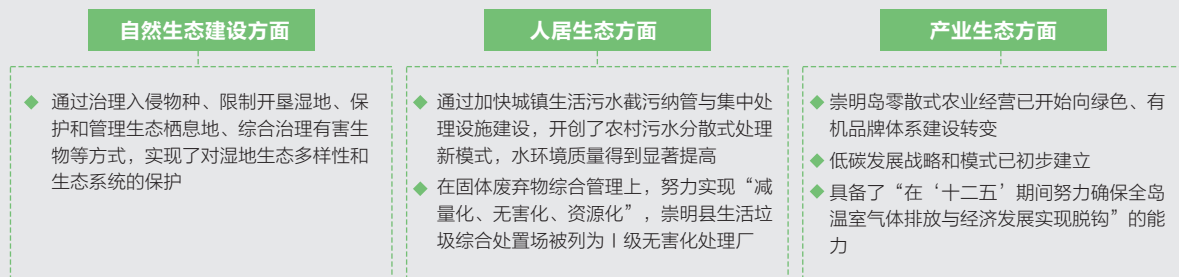 自然生态建设方面
◆ 通过治理入侵物种、限制开垦湿地、保
护和管理生态栖息地、综合治理有害生
物等方式，实现了对湿地生态多样性和
生态系统的保护
人居生态方面
◆ 通过加快城镇生活污水截污纳管与集中处
理设施建设，开创了农村污水分散式处理
新模式，水环境质量得到显著提高
◆ 在固体废弃物综合管理上，努力实现“减
量化、无害化、资源化”，崇明县生活垃
圾综合处置场被列为Ⅰ级无害化处理厂
产业生态方面
◆ 崇明岛零散式农业经营已开始向绿色、有
机品牌体系建设转变
◆ 低碳发展战略和模式已初步建立
◆ 具备了“在‘十二五’期间努力确保全岛
温室气体排放与经济发展实现脱钩”的能
力